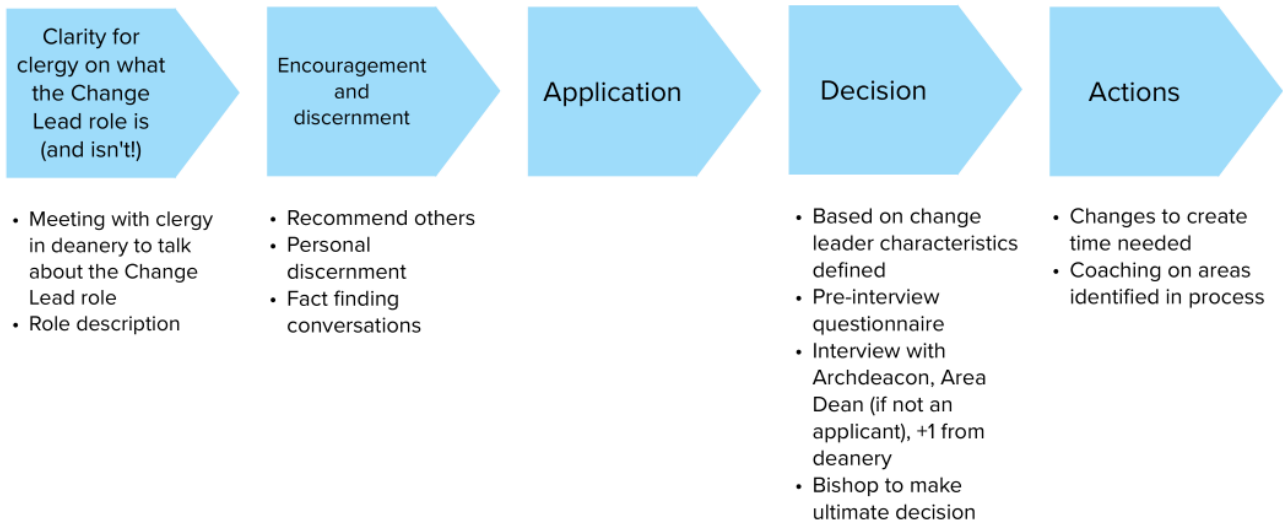 Clarity for
clergy on what
the Change
Lead role is
(and isn't!)
• Meeting with clergy
in deanery to talk
about the Change
Lead role
• Role description
Encouragement
and
discernment
• Recommend others
• Personal
discernment
• Fact finding
conversations
Application
Decision
• Based on change
leader characteristics
defined
• Pre-interview
questionnaire
• Interview with
Archdeacon, Area
Dean (if not an
applicant), +1 from
deanery
• Bishop to make
ultimate decision
Actions
• Changes to create
time needed
• Coaching on areas
identified in process